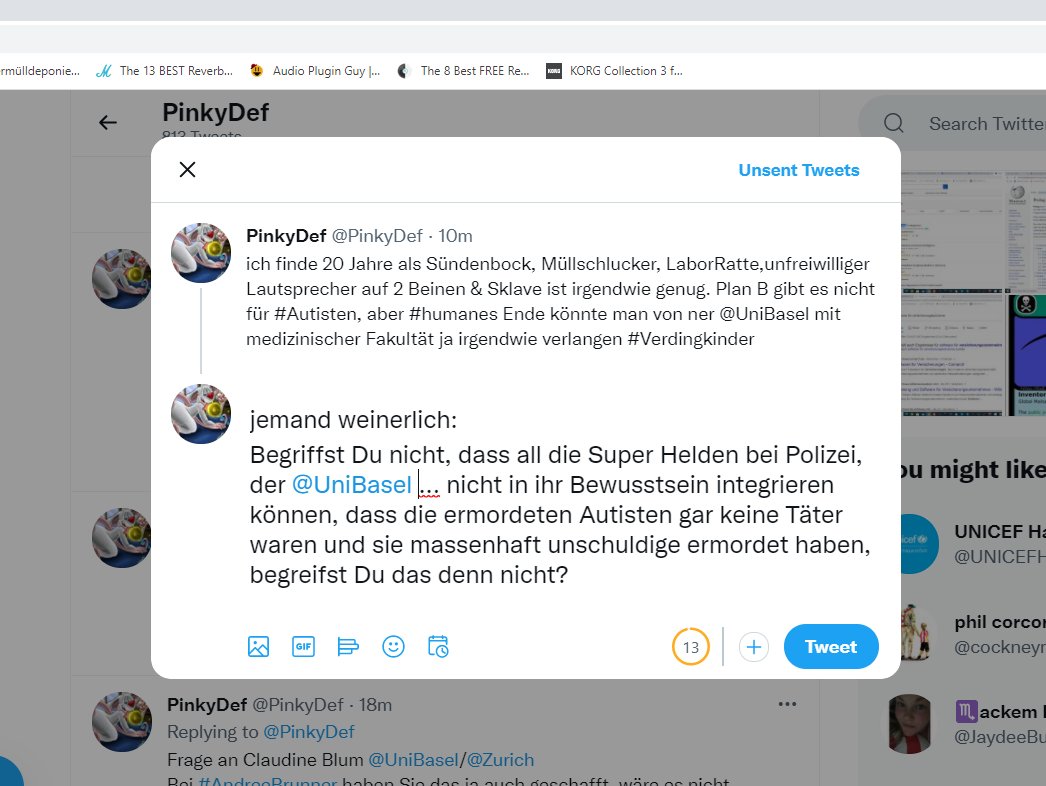 ermülldeponie...
The 13 BEST Reverb...
Audio Plugin Guy |...
The 8 Best FREE Re...
KORG
KORG Collection 3 f...
PinkyDef
813 Tweets
Search Twitte
Unsent Tweets
PinkyDef @PinkyDef · 10m
ich finde 20 Jahre als Sündenbock, Müllschlucker, LaborRatte,unfreiwilliger
Lautsprecher auf 2 Beinen & Sklave ist irgendwie genug. Plan B gibt es nicht
für #Autisten, aber #humanes Ende könnte man von ner @UniBasel mit
medizinischer Fakultät ja irgendwie verlangen #Verdingkinder
jemand weinerlich:
Begriffst Du nicht, dass all die Super Helden bei Polizei,
der @UniBasel ... nicht in ihr Bewusstsein integrieren
können, dass die ermordeten Autisten gar keine Täter
waren und sie massenhaft unschuldige ermordet haben,
begreifst Du das denn nicht?
GIF
13
Tweet
ou might like
UNICEF Ha
@UNICEFH
phil corcor
@cockneyr
ackem
@JaydeeBu
PinkyDef @PinkyDef · 18m
Replying to @PinkyDef
Frage an Claudine Blum @UniBasel/@Zurich
Bei #AndreeBrunner haben Sie das ja auch geschafft, wäre es nicht